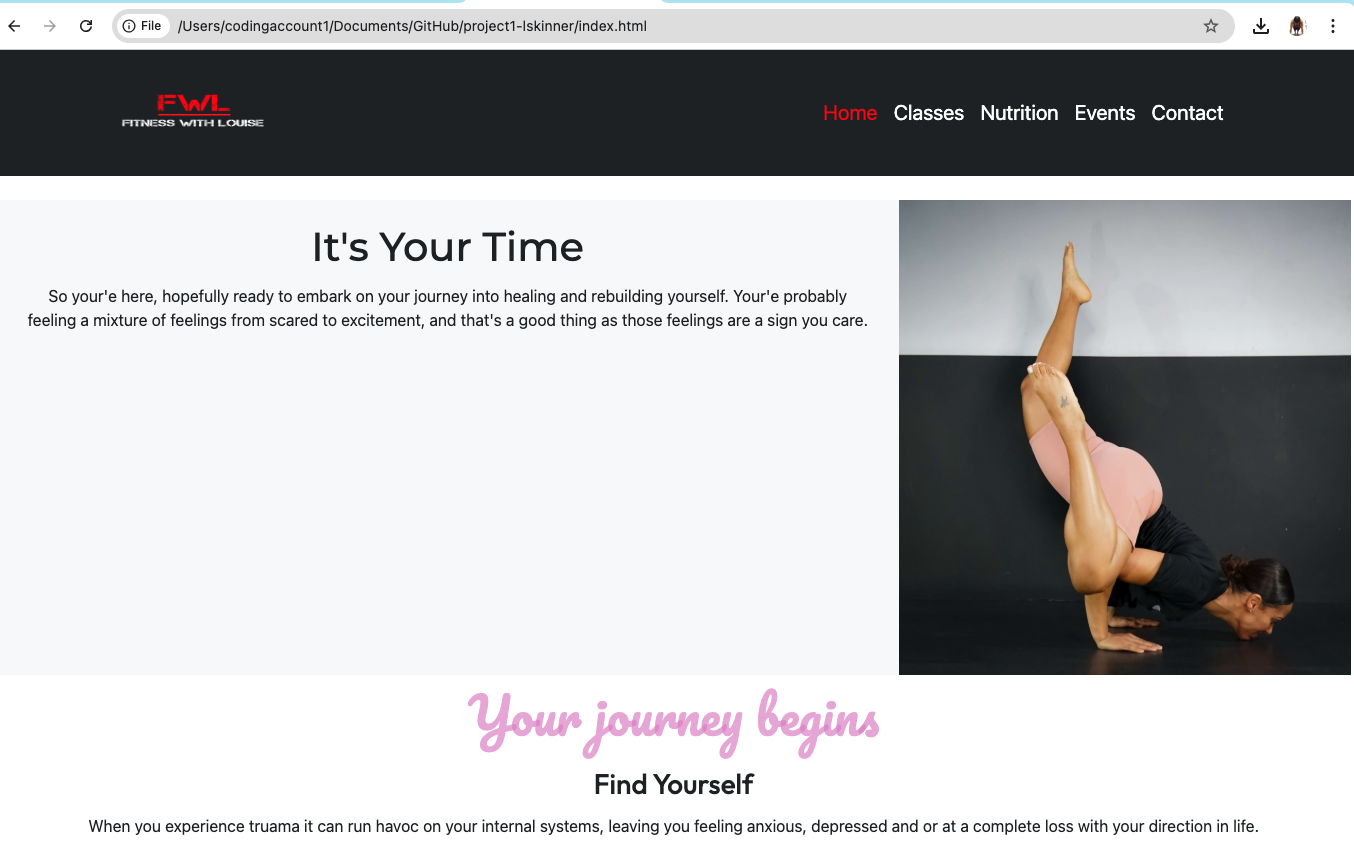 File /Users/codingaccount1/Documents/GitHub/project1-lskinner/index.html
FWL
FITNESS WITH LOUISE
Home Classes Nutrition Events Contact
It's Your Time
So your'e here, hopefully ready to embark on your journey into healing and rebuilding yourself. Your'e probably
feeling a mixture of feelings from scared to excitement, and that's a good thing as those feelings are a sign you care.
Your journey begins
Find Yourself
When you experience truama it can run havoc on your internal systems, leaving you feeling anxious, depressed and or at a complete loss with your direction in life.